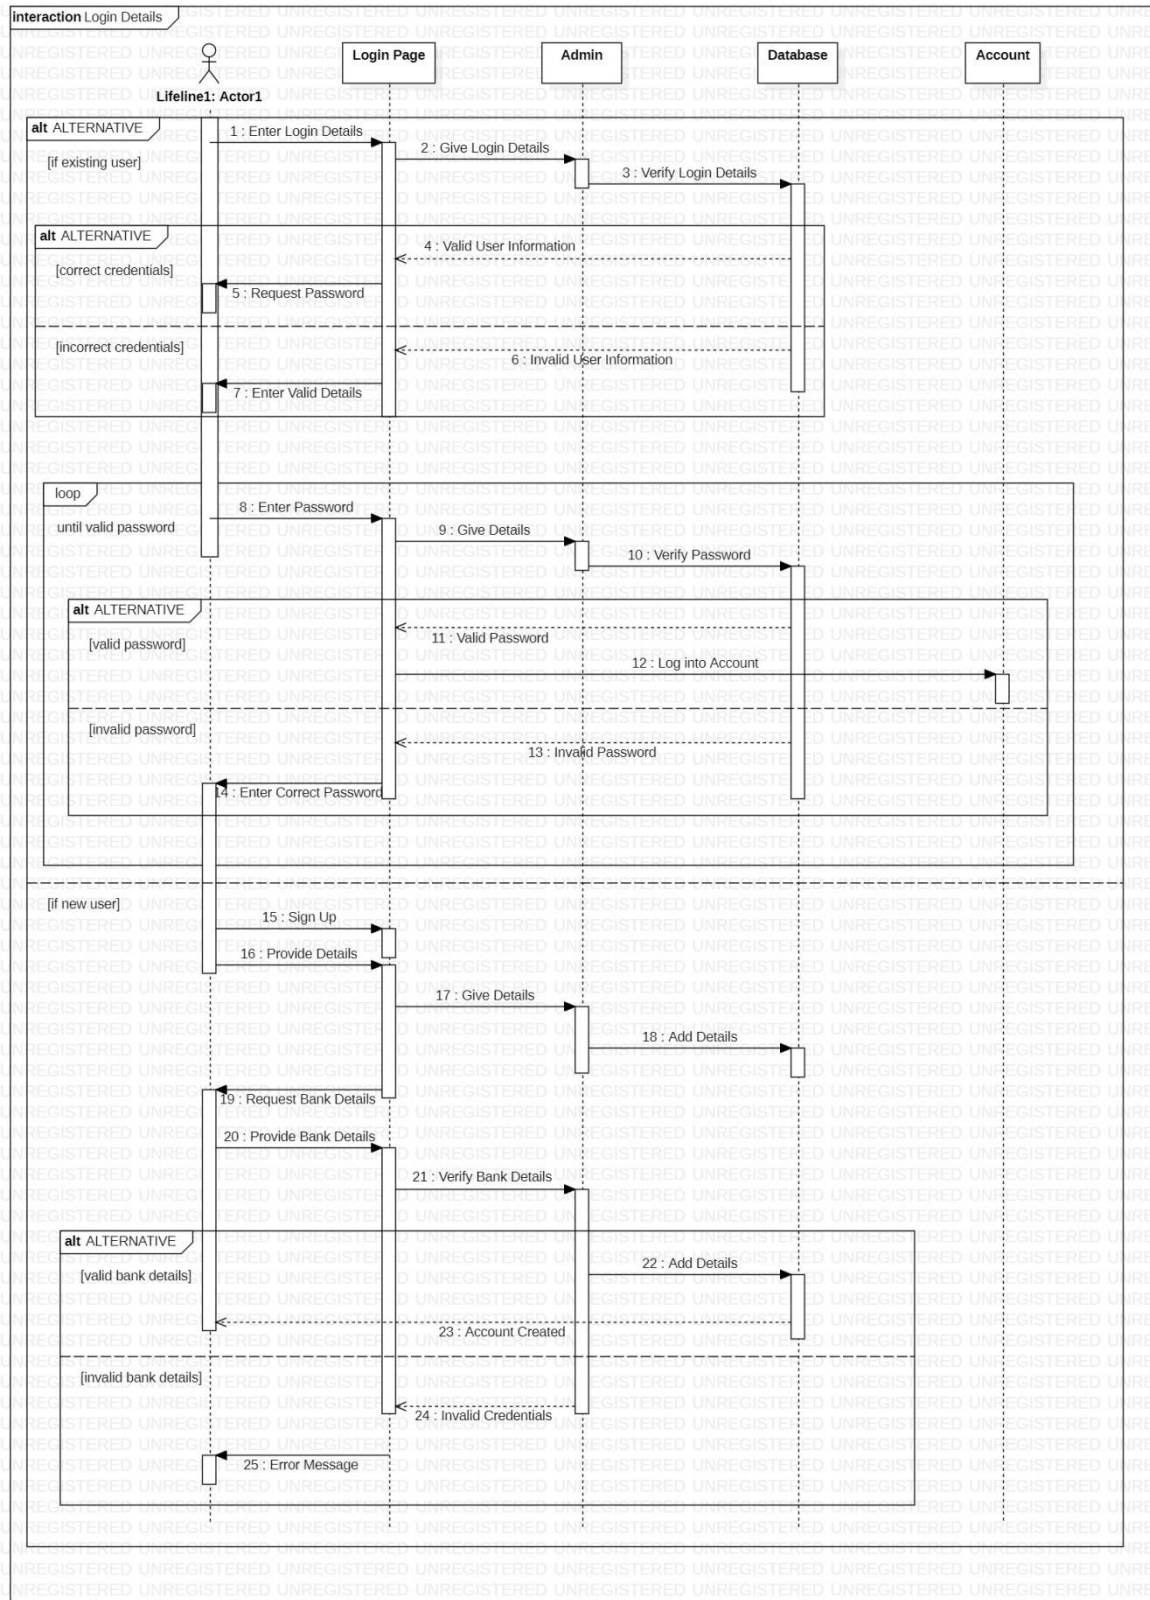 interaction Login Details
Lifeline1: Actor1
Login Page
Admin
Database
Account
alt ALTERNATIVE
[if existing user]
1 : Enter Login Details
2 : Give Login Details
3 : Verify Login Details
alt ALTERNATIVE
[correct credentials]
4 : Valid User Information
5 : Request Password
[incorrect credentials]
6 : Invalid User Information
7 : Enter Valid Details
loop
until valid password
8 : Enter Password
9 : Give Details
10 : Verify Password
alt ALTERNATIVE
[valid password]
11 : Valid Password
12 : Log into Account
[invalid password]
13 : Invalid Password
14 : Enter Correct Password
[if new user]
15 : Sign Up
16 : Provide Details
17 : Give Details
18 : Add Details
19 : Request Bank Details
20 : Provide Bank Details
21 : Verify Bank Details
alt ALTERNATIVE
[valid bank details]
22 : Add Details
23 : Account Created
[invalid bank details]
24 : Invalid Credentials
25 : Error Message
UNREGISTERED